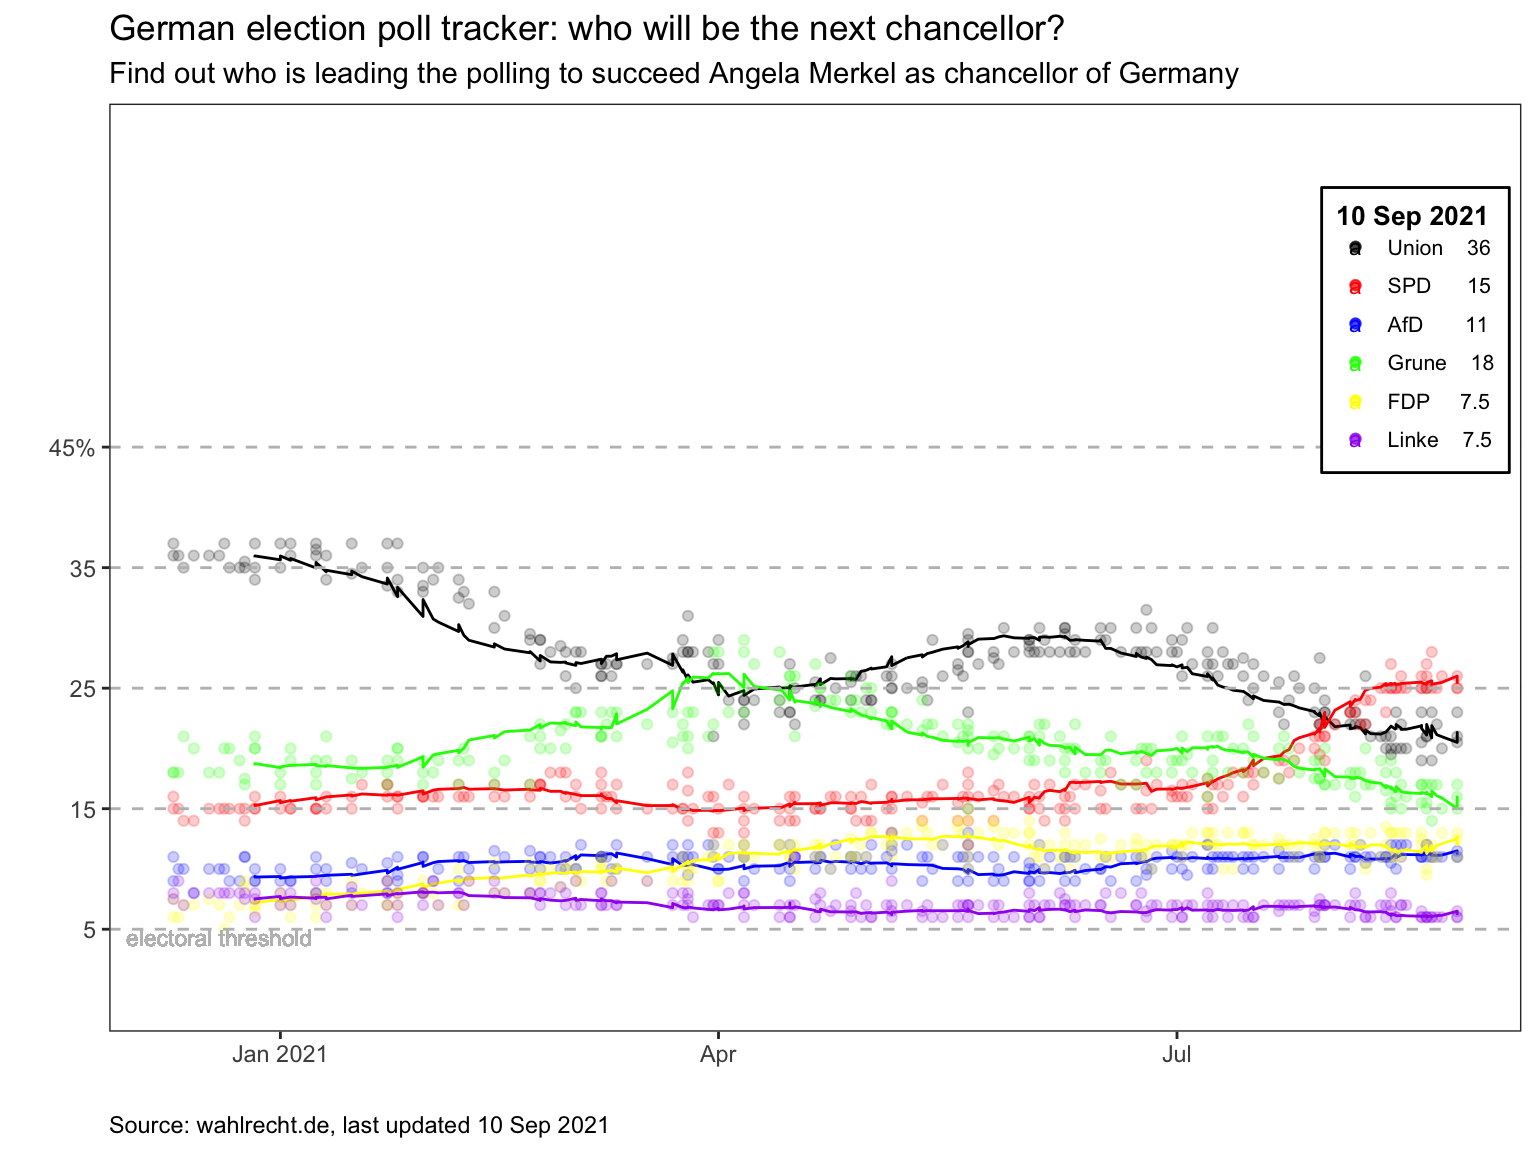 German election poll tracker: who will be the next chancellor?
Find out who is leading the polling to succeed Angela Merkel as chancellor of Germany
10 Sep 2021
a Union 36
a SPD 15
a AfD 11
a Grune 18
a FDP 7.5
a Linke 7.5
45%
35
25
15
5
electoral threshold
Jan 2021 Apr Jul
Source: wahlrecht.de, last updated 10 Sep 2021